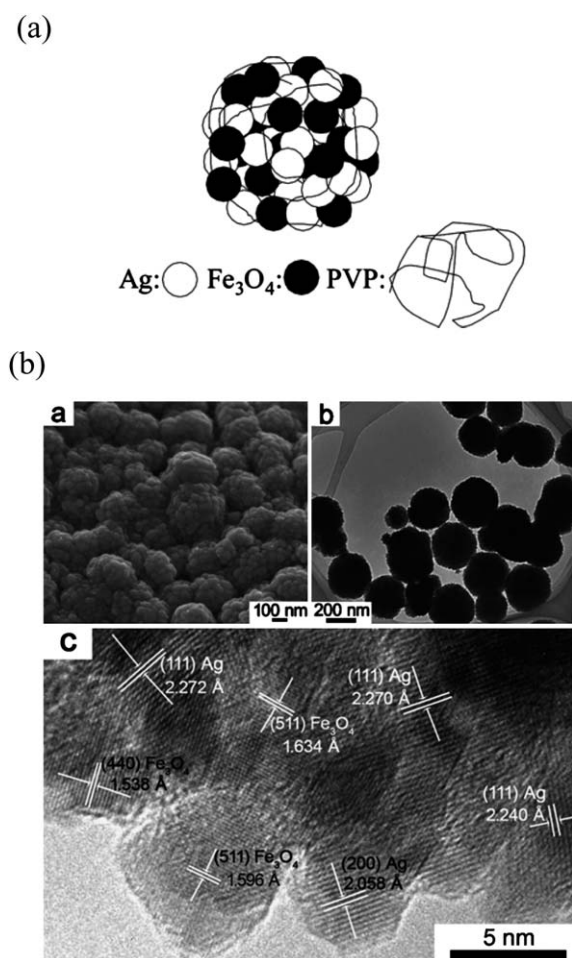 (a)
Ag: Fe₃O₄: PVP:
(b)
a
100 nm
b
200 nm
c
(111) Ag
2.272 Å
(511) Fe₃O₄
1.634 Å
(111) Ag
2.270 Å
(440) Fe₃O₄
1.538 Å
(111) Ag
2.240 Å
(511) Fe₃O₄
1.596 Å
(200) Ag
2.058 Å
5 nm